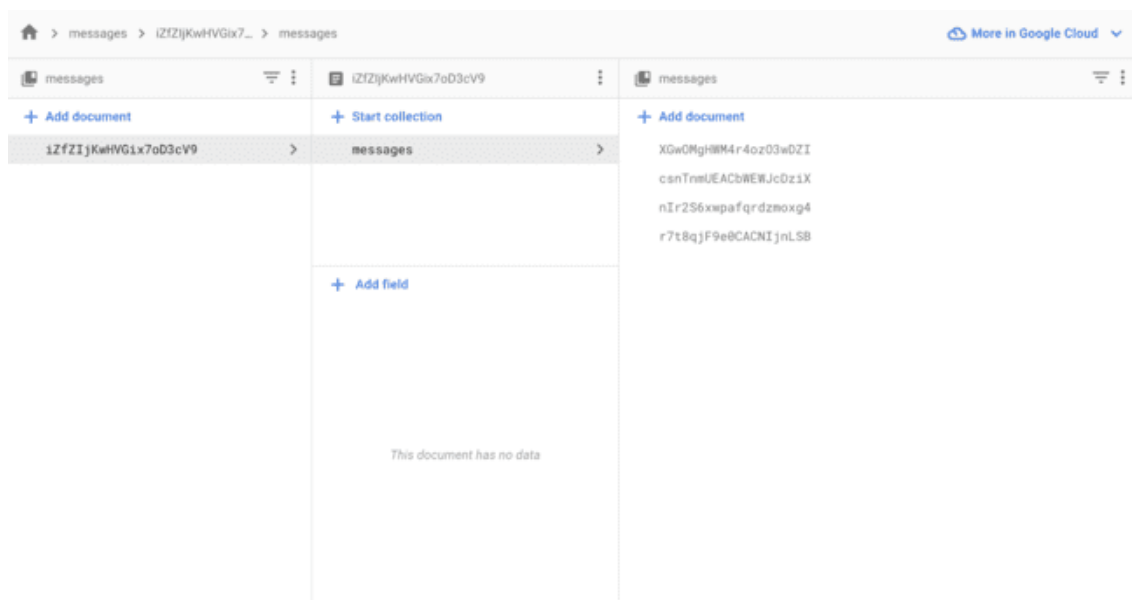 messages > iZfZIjKwHVGix7… > messages
More in Google Cloud
messages
iZfZIjKwHVGix7oD3cV9
messages
+ Add document
+ Start collection
+ Add document
iZfZIjKwHVGix7oD3cV9
messages
XGwOMgHWM4r4ozO3wDZI
csnTnmUEACbWEWJcDziX
nIr2S6xwpafqrdzmoxg4
r7t8qjF9e0CACNIjnLSB
+ Add field
This document has no data